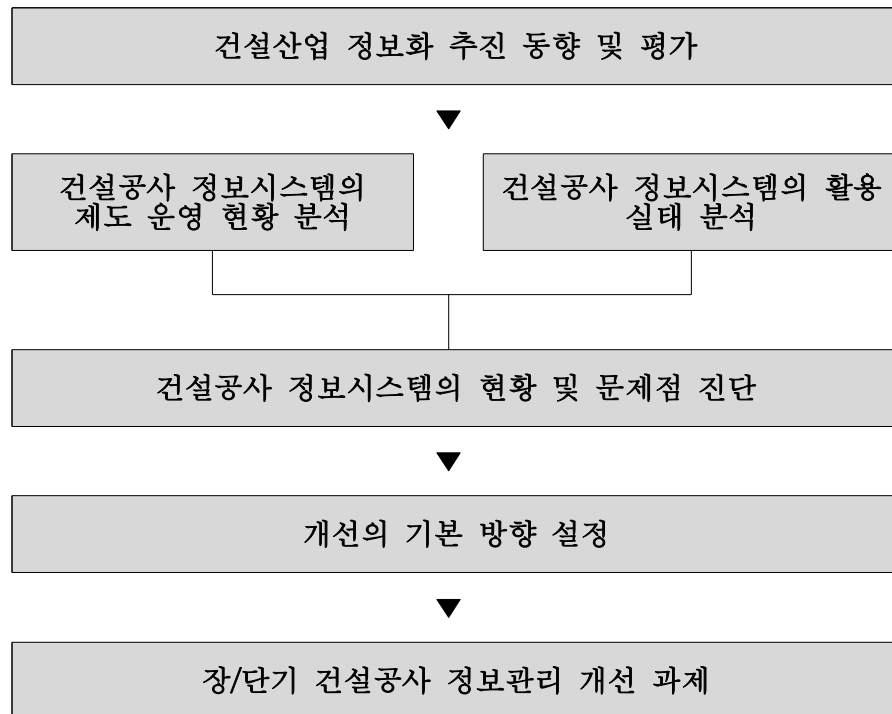 건설산업 정보화 추진 동향 및 평가
건설공사 정보시스템의
제도 운영 현황 분석
건설공사 정보시스템의 활용
실태 분석
건설공사 정보시스템의 현황 및 문제점 진단
개선의 기본 방향 설정
장/단기 건설공사 정보관리 개선 과제